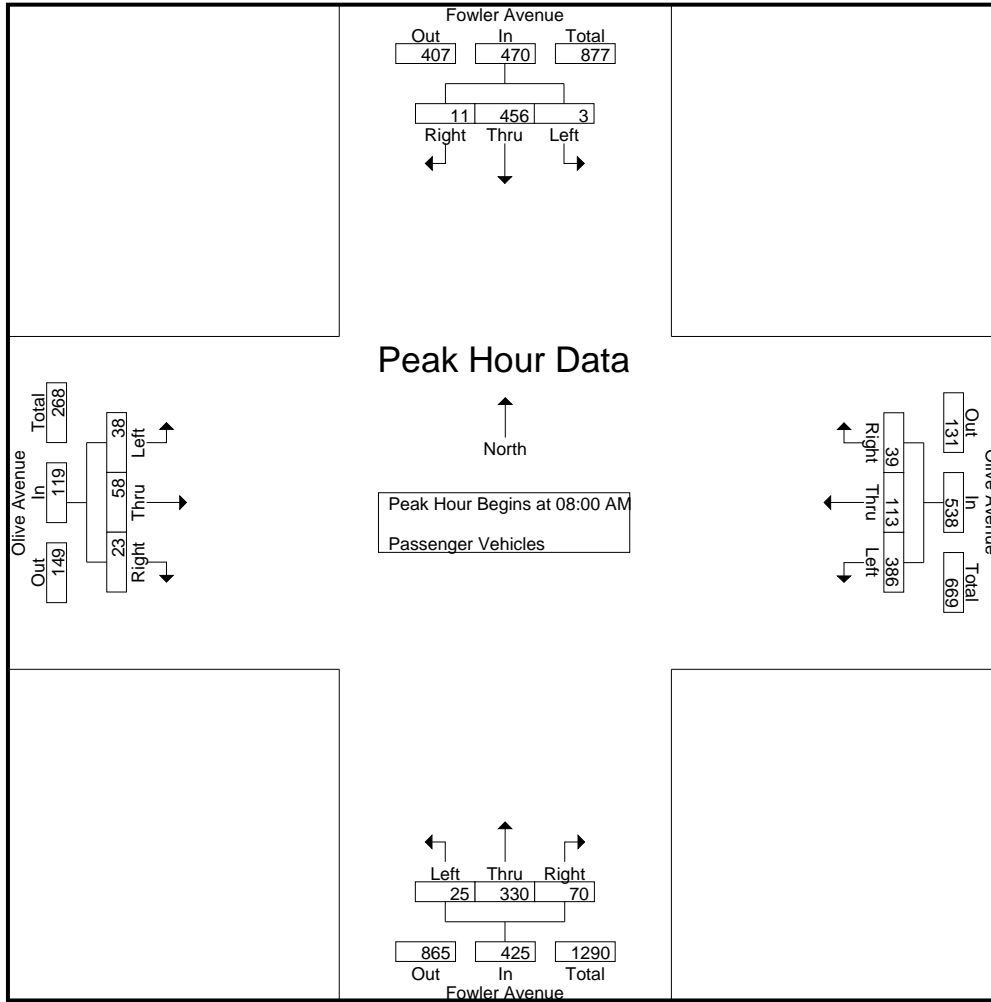 Fowler Avenue
Out In Total
407 470 877
11 456 3
Right Thru Left
Peak Hour Data
North
Peak Hour Begins at 08:00 AM
Passenger Vehicles
Olive Avenue
Out In Total
149 119 268
38 58 23
Left Thru Right
Olive Avenue
Out In Total
131 538 669
39 113 386
Right Thru Left
Left Thru Right
25 330 70
865 425 1290
Out In Total
Fowler Avenue